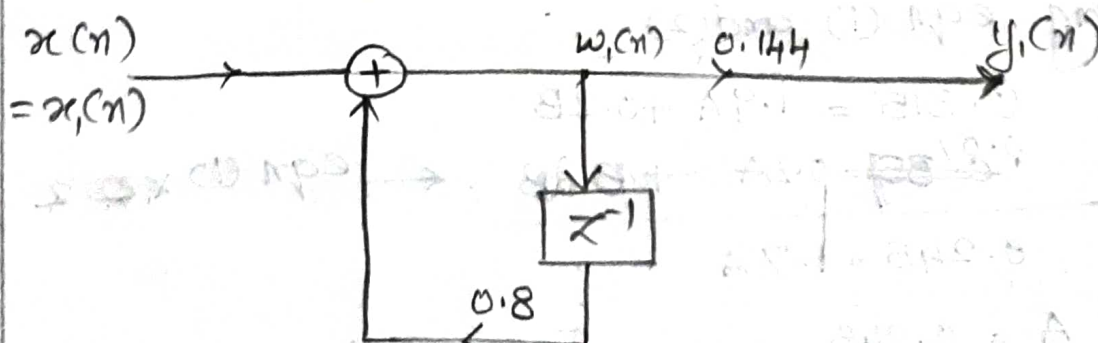 x(n) w₁(n) 0.144 y₁(n)
= x₁(n)
+
z⁻¹
0.8